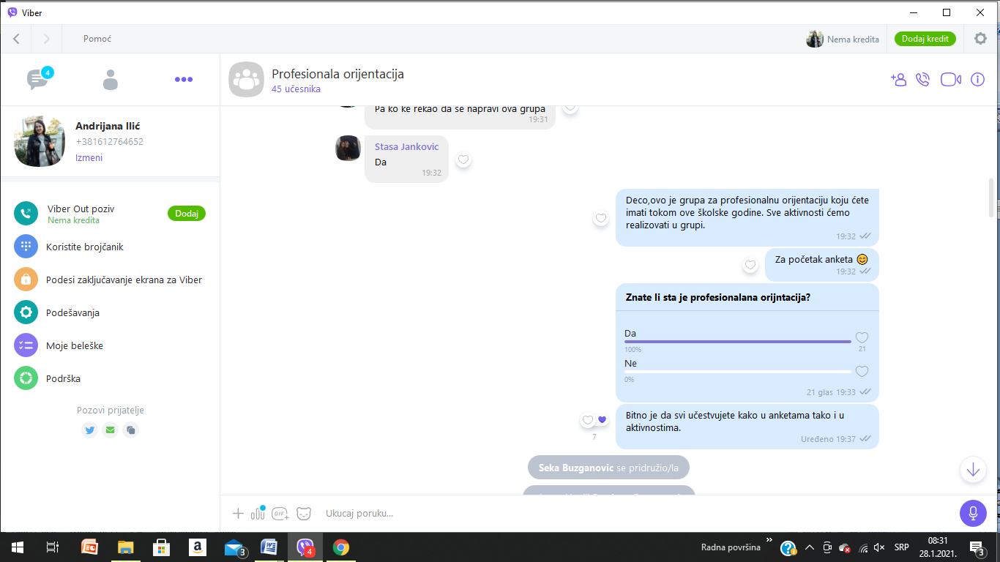 Viber
Pomoć
Nema kredita
Dodaj kredit
4
Andrijana Ilić
+381612764652
Izmeni
Viber Out poziv
Nema kredita
Dodaj
Koristite brojčanik
Podesi zaključavanje ekrana za Viber
Podešavanja
Moje beleške
Podrška
Pozovi prijatelje
Profesionala orijentacija
45 učesnika
Pa ko ke rekao da se napravi ova grupa
19:31
Stasa Jankovic
Da
19:32
Deco,ovo je grupa za profesionalnu orijentaciju koju ćete
imati tokom ove školske godine. Sve aktivnosti ćemo
realizovati u grupi.
19:32
Za početak anketa
19:32
Znate li sta je profesionalana orijntacija?
Da
100%
21
Ne
0%
21 glas 19:33
Bitno je da svi učestvujete kako u anketama tako i u
aktivnostima.
7
Uređeno 19:37
Seka Buzganovic se pridružio/la
GIF
Ukucaj poruku...
3
4
Radna površina
SRP
08:31
28.1.2021.
3